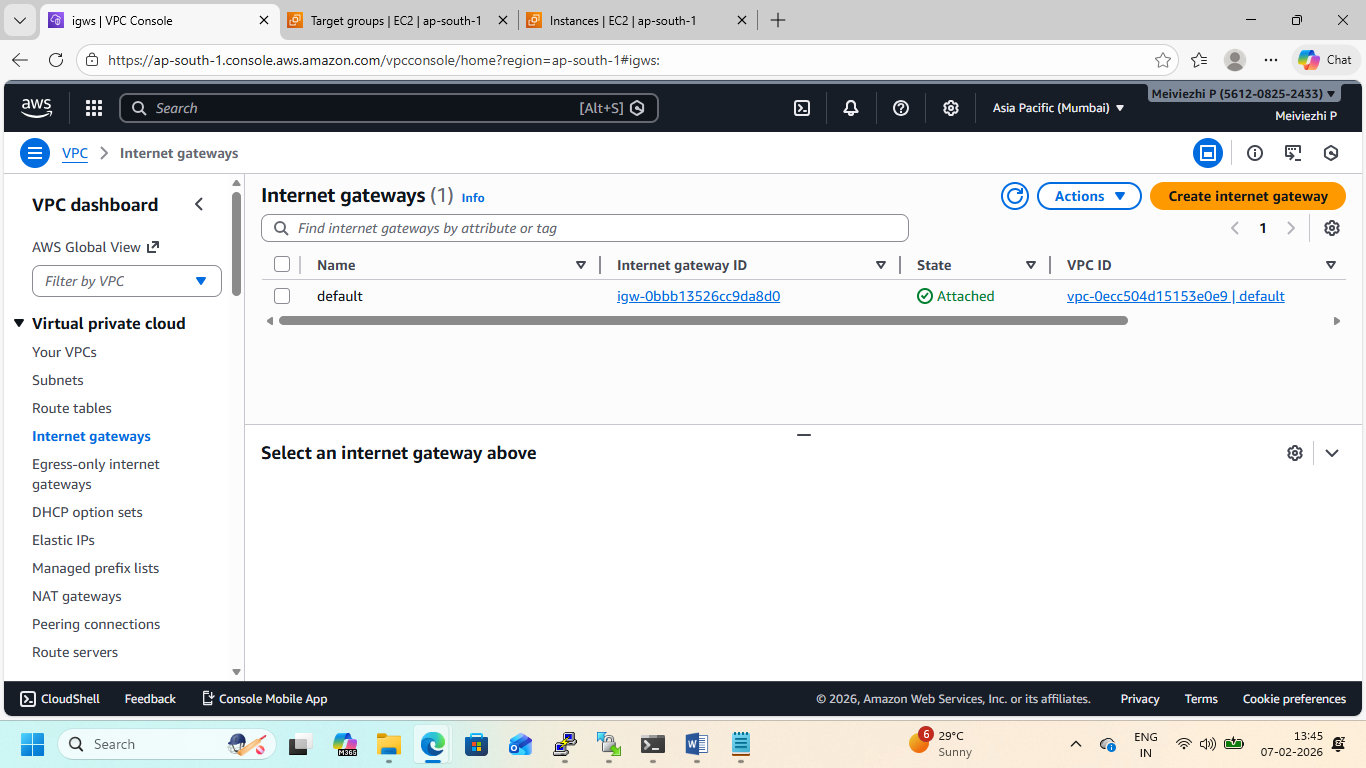 igws | VPC Console
Target groups | EC2 | ap-south-1
Instances | EC2 | ap-south-1
https://ap-south-1.console.aws.amazon.com/vpcconsole/home?region=ap-south-1#igws:
Chat
aws
Search
[Alt+S]
Asia Pacific (Mumbai)
Meiviezhi P (5612-0825-2433)
Meiviezhi P
VPC
Internet gateways
VPC dashboard
AWS Global View
Filter by VPC
Virtual private cloud
Your VPCs
Subnets
Route tables
Internet gateways
Egress-only internet
gateways
DHCP option sets
Elastic IPs
Managed prefix lists
NAT gateways
Peering connections
Route servers
Internet gateways (1) Info
Actions
Create internet gateway
Find internet gateways by attribute or tag
1
Name Internet gateway ID State VPC ID
default igw-0bbb13526cc9da8d0 Attached vpc-0ecc504d15153e0e9 | default
Select an internet gateway above
CloudShell Feedback Console Mobile App © 2026, Amazon Web Services, Inc. or its affiliates. Privacy Terms Cookie preferences
Search
M365
6
29°C
Sunny
ENG
IN
13:45
07-02-2026